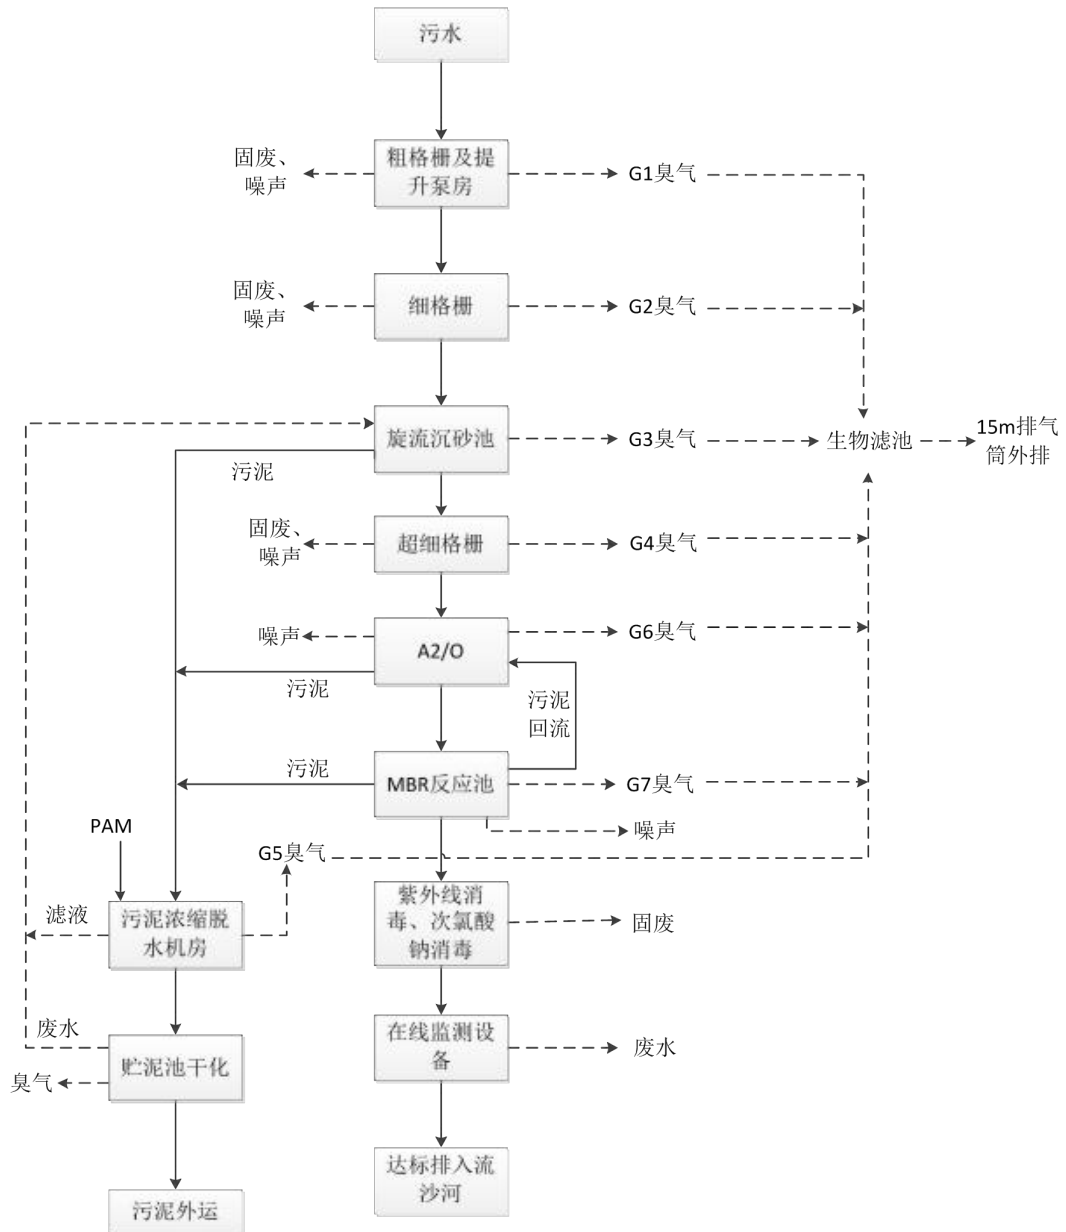 污水
固废、
噪声
粗格栅及提
升泵房
G1臭气
固废、
噪声
细格栅
G2臭气
旋流沉砂池
G3臭气
生物滤池
15m排气
筒外排
污泥
固废、
噪声
超细格栅
G4臭气
噪声
A2/O
G6臭气
污泥
污泥
回流
污泥
MBR反应池
G7臭气
噪声
PAM
G5臭气
滤液
污泥浓缩脱
水机房
紫外线消
毒、次氯酸
钠消毒
固废
废水
贮泥池干化
臭气
在线监测设
备
废水
污泥外运
达标排入流
沙河